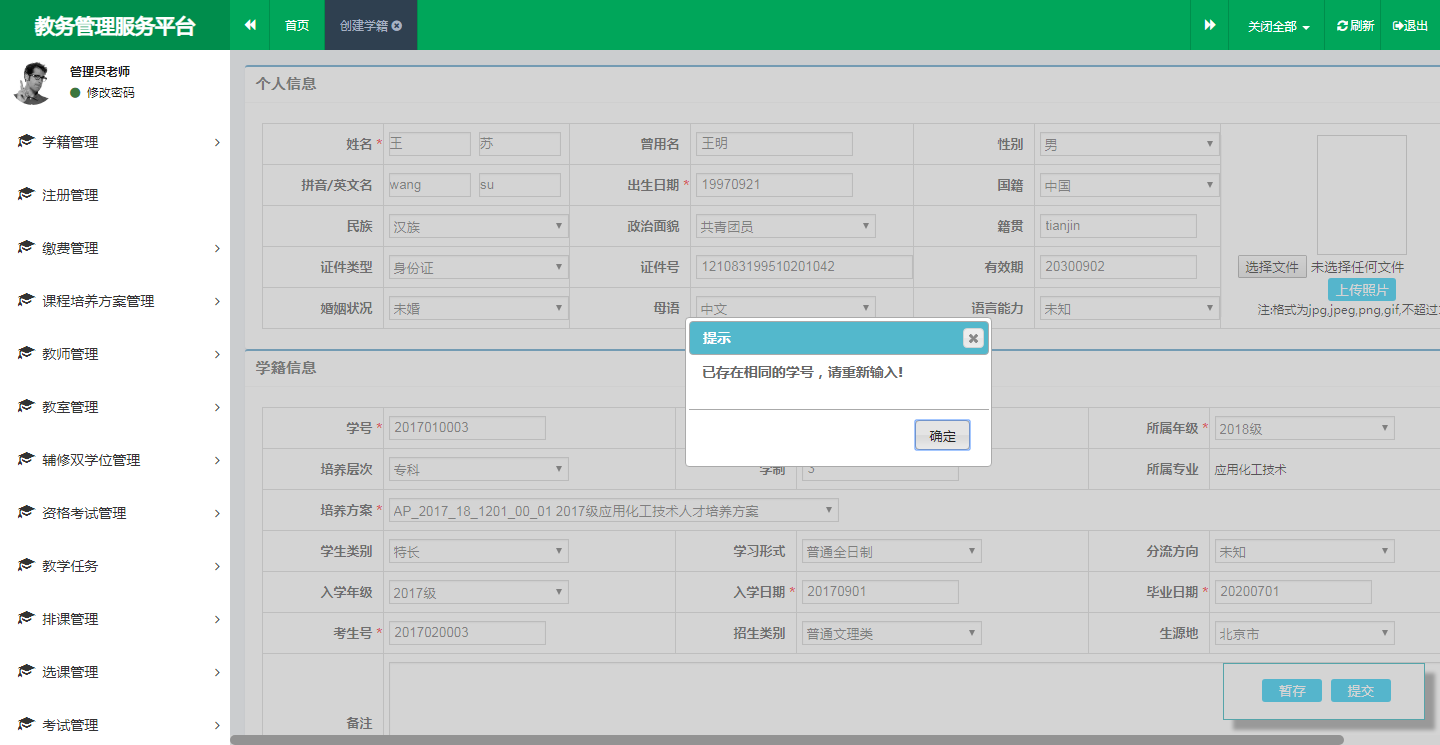 教务管理服务平台
首页
创建学籍
关闭全部
刷新
退出
管理员老师
修改密码
学籍管理
注册管理
缴费管理
课程培养方案管理
教师管理
教室管理
辅修双学位管理
资格考试管理
教学任务
排课管理
选课管理
考试管理
个人信息
姓名 * 王 苏 曾用名 王明 性别 男
拼音/英文名 wang su 出生日期 * 19970921 国籍 中国
民族 汉族 政治面貌 共青团员 籍贯 tianjin
证件类型 身份证 证件号 121083199510201042 有效期 20300902
婚姻状况 未婚 母语 中文 语言能力 未知
选择文件 未选择任何文件
上传照片
注:格式为jpg,jpeg,png,gif,不超过
提示
已存在相同的学号，请重新输入!
确定
学籍信息
学号 * 2017010003 所属年级 * 2018级
培养层次 专科 学制 3 所属专业 应用化工技术
培养方案 * AP_2017_18_1201_00_01 2017级应用化工技术人才培养方案
学生类别 特长 学习形式 普通全日制 分流方向 未知
入学年级 2017级 入学日期 * 20170901 毕业日期 * 20200701
考生号 * 2017020003 招生类别 普通文理类 生源地 北京市
备注
暂存 提交